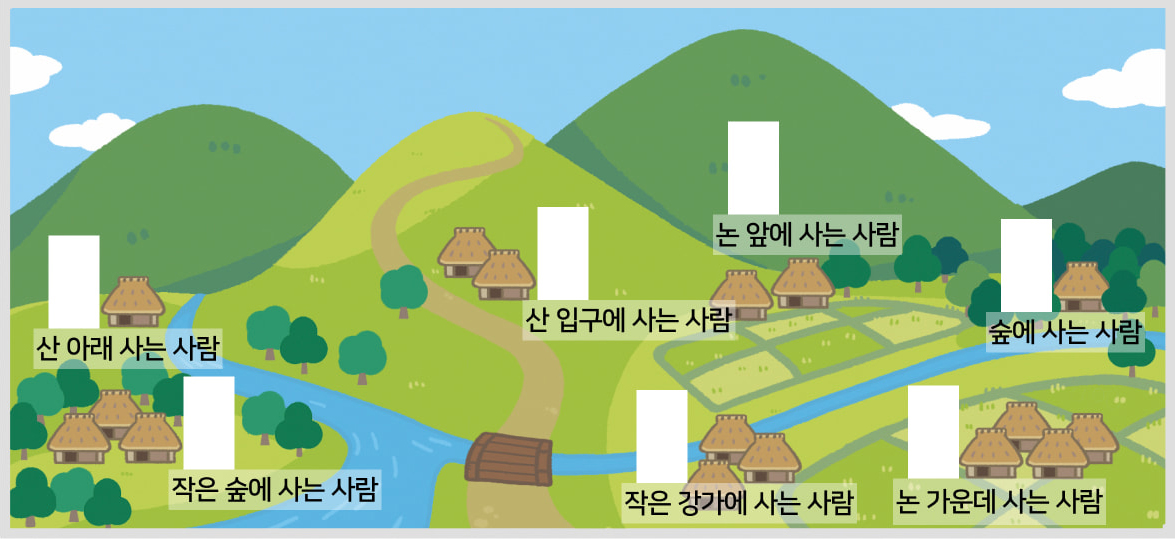 논 앞에 사는 사람
산 입구에 사는 사람
숲에 사는 사람
산 아래 사는 사람
작은 숲에 사는 사람
작은 강가에 사는 사람
논 가운데 사는 사람